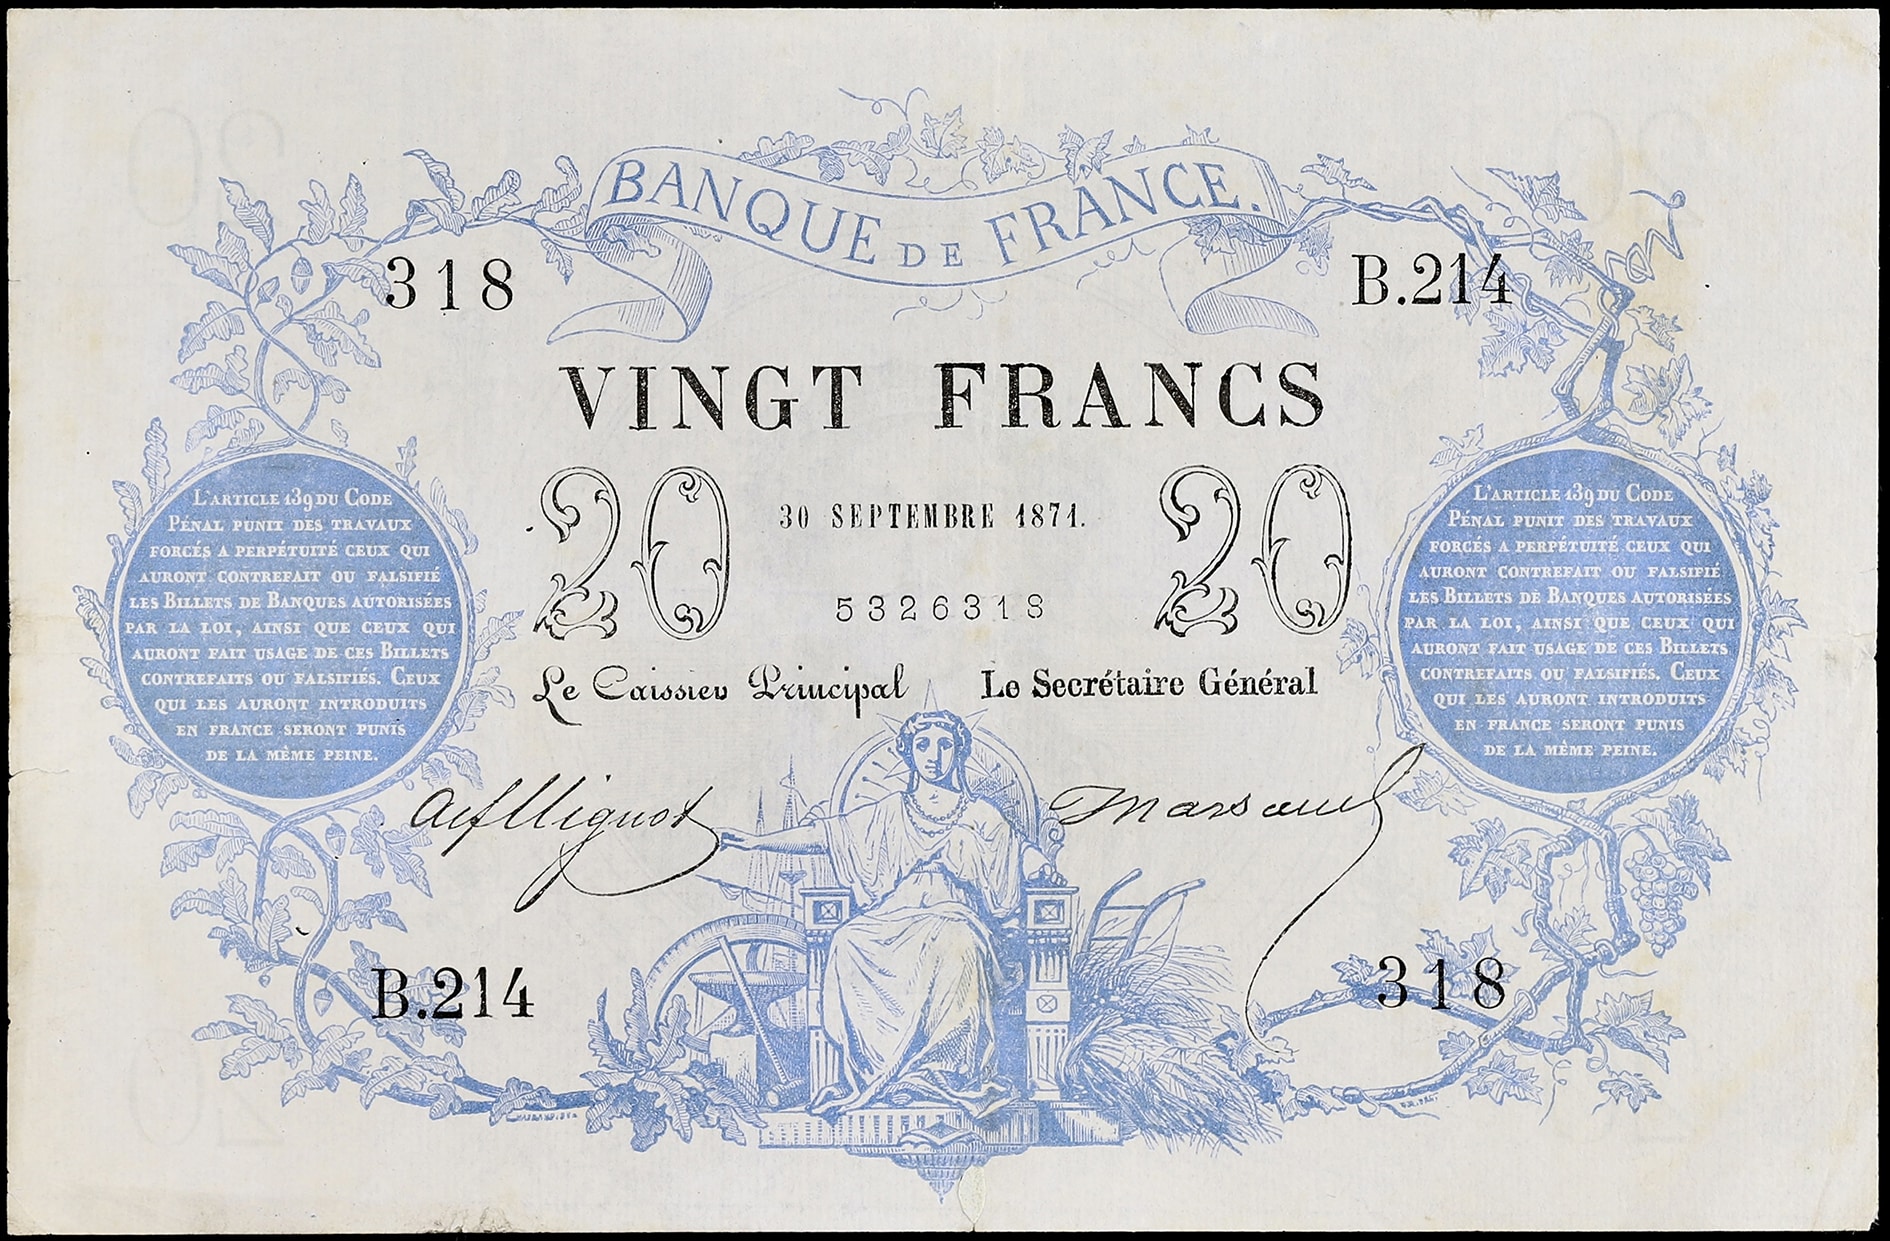 BANQUE DE FRANCE.
318
B.214
VINGT FRANCS
20
30 SEPTEMBRE 1871.
20
5326318
Le Caissier Principal
Le Secrétaire Général
L'ARTICLE 139 DU CODE
PÉNAL PUNIT DES TRAVAUX
FORCÉS A PERPÉTUITÉ CEUX QUI
AURONT CONTREFAIT OU FALSIFIÉ
LES BILLETS DE BANQUES AUTORISÉES
PAR LA LOI, AINSI QUE CEUX QUI
AURONT FAIT USAGE DE CES BILLETS
CONTREFAITS OU FALSIFIÉS. CEUX
QUI LES AURONT INTRODUITS
EN FRANCE SERONT PUNIS
DE LA MÊME PEINE.
L'ARTICLE 139 DU CODE
PÉNAL PUNIT DES TRAVAUX
FORCÉS A PERPÉTUITÉ CEUX QUI
AURONT CONTREFAIT OU FALSIFIÉ
LES BILLETS DE BANQUES AUTORISÉES
PAR LA LOI, AINSI QUE CEUX QUI
AURONT FAIT USAGE DE CES BILLETS
CONTREFAITS OU FALSIFIÉS. CEUX
QUI LES AURONT INTRODUITS
EN FRANCE SERONT PUNIS
DE LA MÊME PEINE.
Mignot
Marsaud
B.214
318